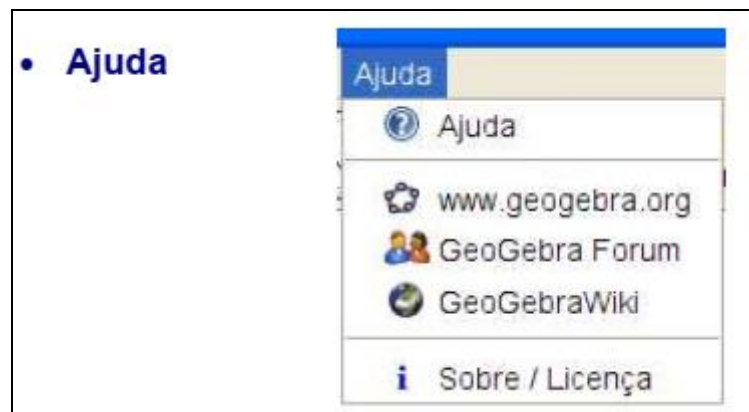 • Ajuda
Ajuda
Ajuda
www.geogebra.org
GeoGebra Forum
GeoGebraWiki
Sobre / Licença